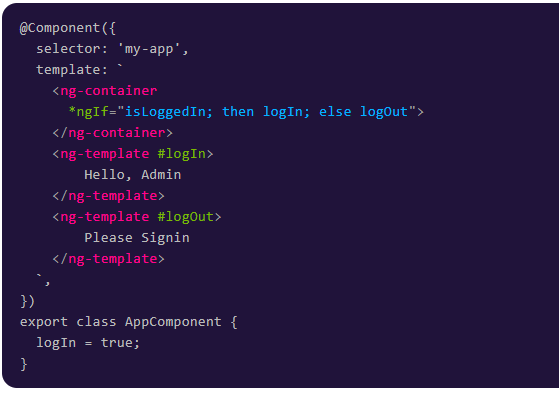 @Component({
  selector: 'my-app',
  template: `
    <ng-container
      *ngIf="isLoggedIn; then logIn; else logOut">
    </ng-container>
    <ng-template #logIn>
        Hello, Admin
    </ng-template>
    <ng-template #logOut>
        Please Signin
    </ng-template>
  `,
})
export class AppComponent {
  logIn = true;
}